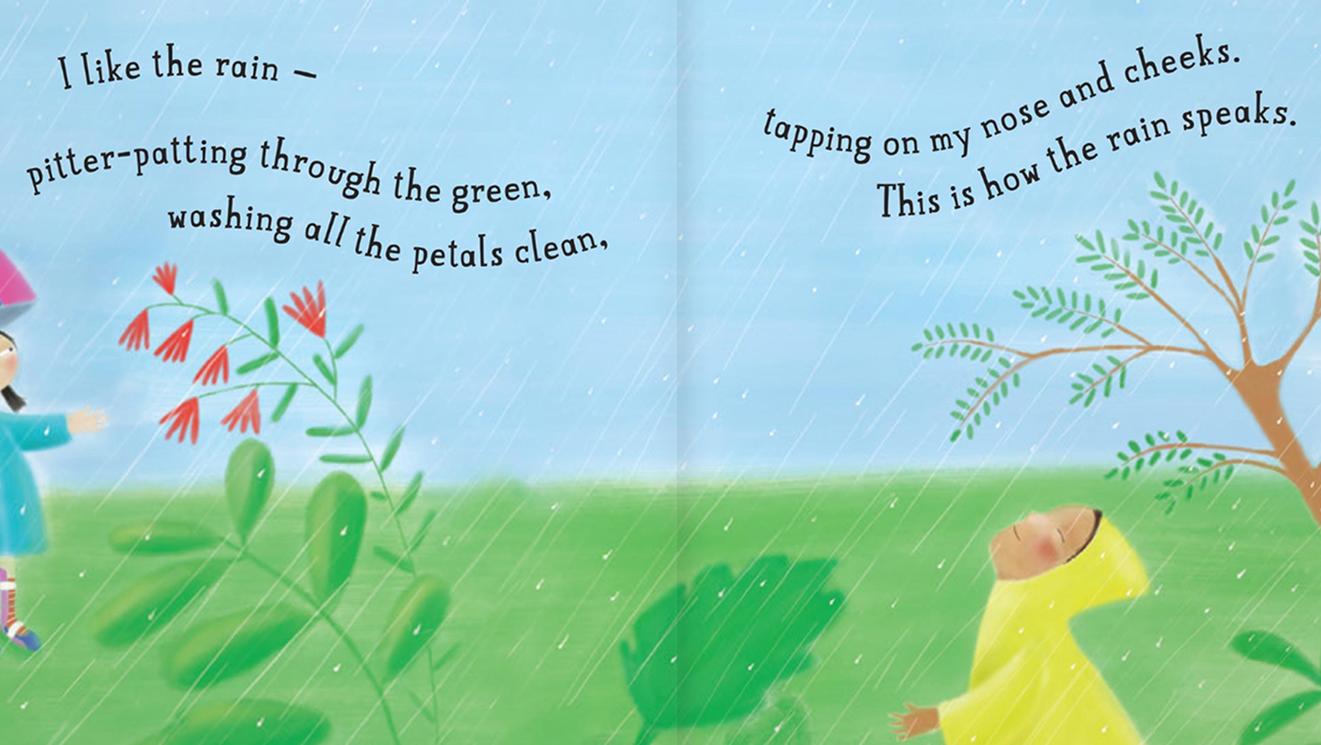 I like the rain –
pitter-patting through the green,
washing all the petals clean,
tapping on my nose and cheeks.
This is how the rain speaks.